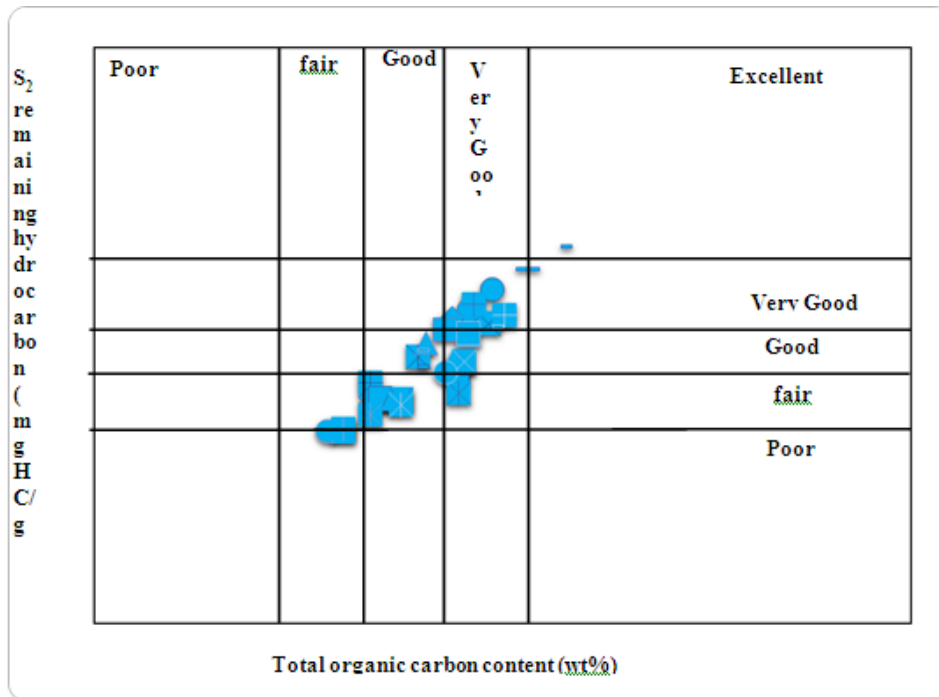 Poor
fair
Good
V
er
y
G
oo
Excellent
S2
re
m
ai
ni
ng
hy
dr
oc
ar
bo
n
(
m
g
H
C/
g
Very Good
Good
fair
Poor
Total organic carbon content (wt%)